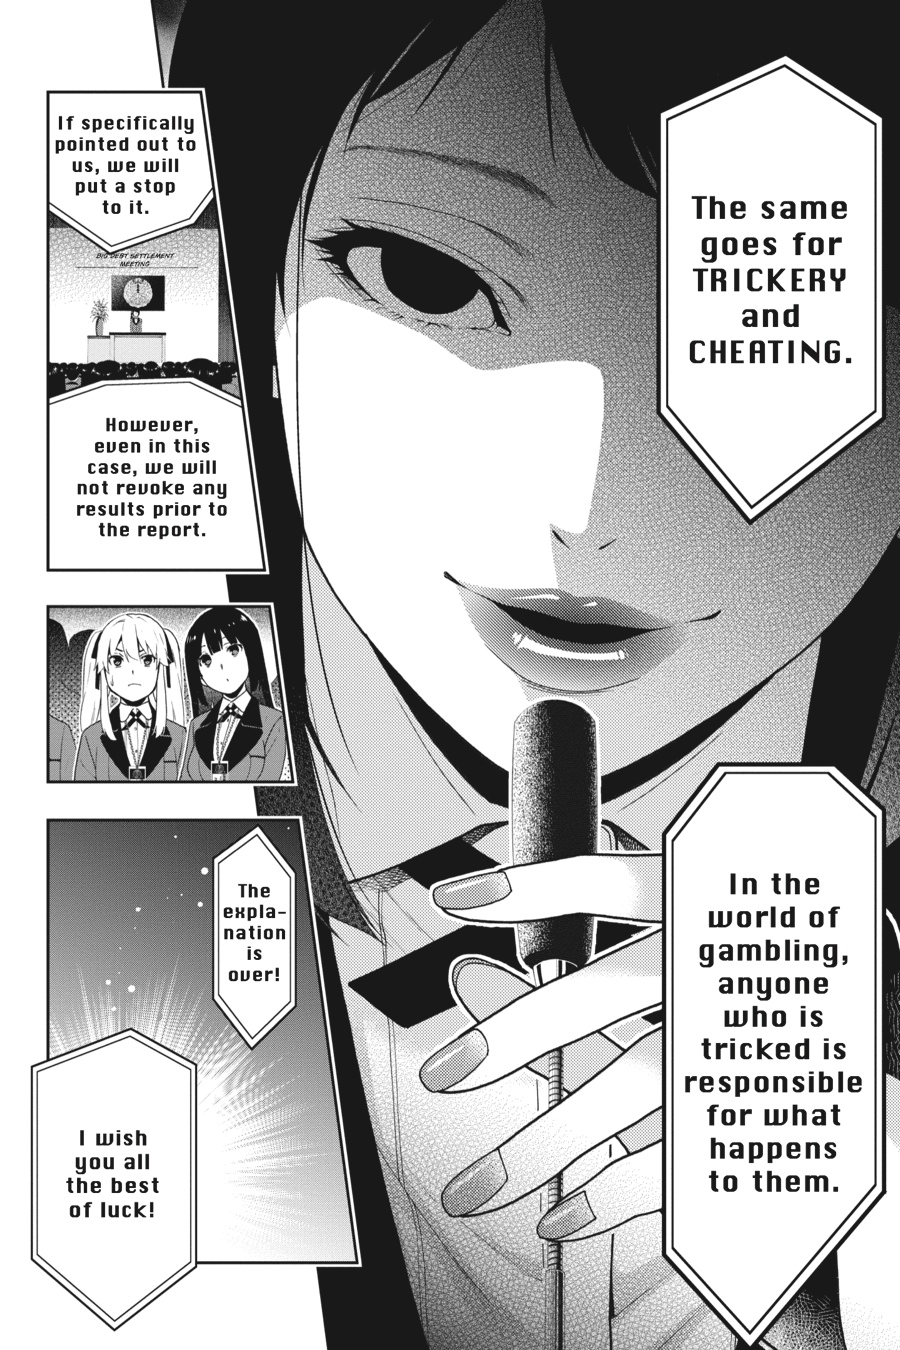 The same
goes for
TRICKERY
and
CHEATING.
If specifically
pointed out to
us, we will
put a stop
to it.
BIG DEBT SETTLEMENT
MEETING
However,
even in this
case, we will
not revoke any
results prior to
the report.
In the
world of
gambling,
anyone
who is
tricked is
responsible
for what
happens
to them.
The
expla-
nation
is
over!
I wish
you all
the best
of luck!